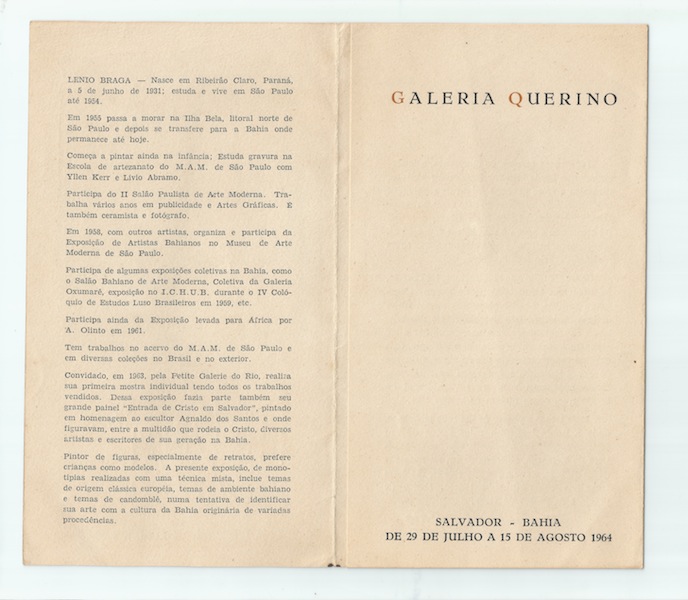 LENIO BRAGA — Nasce em Ribeirão Claro, Paraná,
a 5 de junho de 1931; estuda e vive em São Paulo
até 1954.
Em 1955 passa a morar na Ilha Bela, litoral norte de
São Paulo e depois se transfere para a Bahia onde
permanece até hoje.
Começa a pintar ainda na infância; Estuda gravura na
Escola de artezanato do M.A.M. de São Paulo com
Yllen Kerr e Livio Abramo.
Participa do II Salão Paulista de Arte Moderna. Tra-
balha vários anos em publicidade e Artes Gráficas. É
também ceramista e fotógrafo.
Em 1958, com outros artistas, organiza e participa da
Exposição de Artistas Bahianos no Museu de Arte
Moderna de São Paulo.
Participa de algumas exposições coletivas na Bahia, como
o Salão Bahiano de Arte Moderna, Coletiva da Galeria
Oxumaré, exposição no I.C.H.U.B. durante o IV Coló-
quio de Estudos Luso Brasileiros em 1959, etc.
Participa ainda da Exposição levada para África por
A. Olinto em 1961.
Tem trabalhos no acervo do M.A.M. de São Paulo e
em diversas coleções no Brasil e no exterior.
Convidado, em 1963, pela Petite Galerie do Rio, realiza
sua primeira mostra individual tendo todos os trabalhos
vendidos. Dessa exposição fazia parte também seu
grande painel "Entrada de Cristo em Salvador", pintado
em homenagem ao escultor Agnaldo dos Santos e onde
figuravam, entre a multidão que rodeia o Cristo, diversos
artistas e escritores de sua geração na Bahia.
Pintor de figuras, especialmente de retratos, prefere
crianças como modelos. A presente exposição, de mono-
tipias realizadas com uma técnica mista, inclue temas
de origem clássica européia, temas de ambiente bahiano
e temas de candomblé, numa tentativa de identificar
sua arte com a cultura da Bahia originária de variadas
procedências.
GALERIA QUERINO
SALVADOR - BAHIA
DE 29 DE JULHO A 15 DE AGOSTO 1964